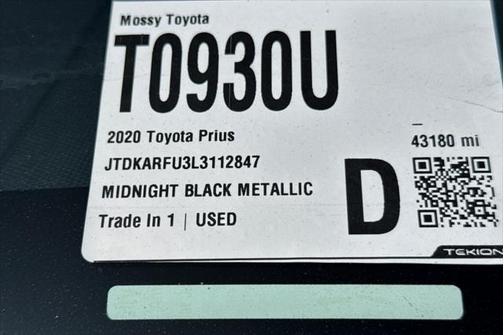 Mossy Toyota
T0930U
2020 Toyota Prius
43180 mi
JTDKARFU3L3112847
MIDNIGHT BLACK METALLIC
Trade In 1 | USED
D
TEKION